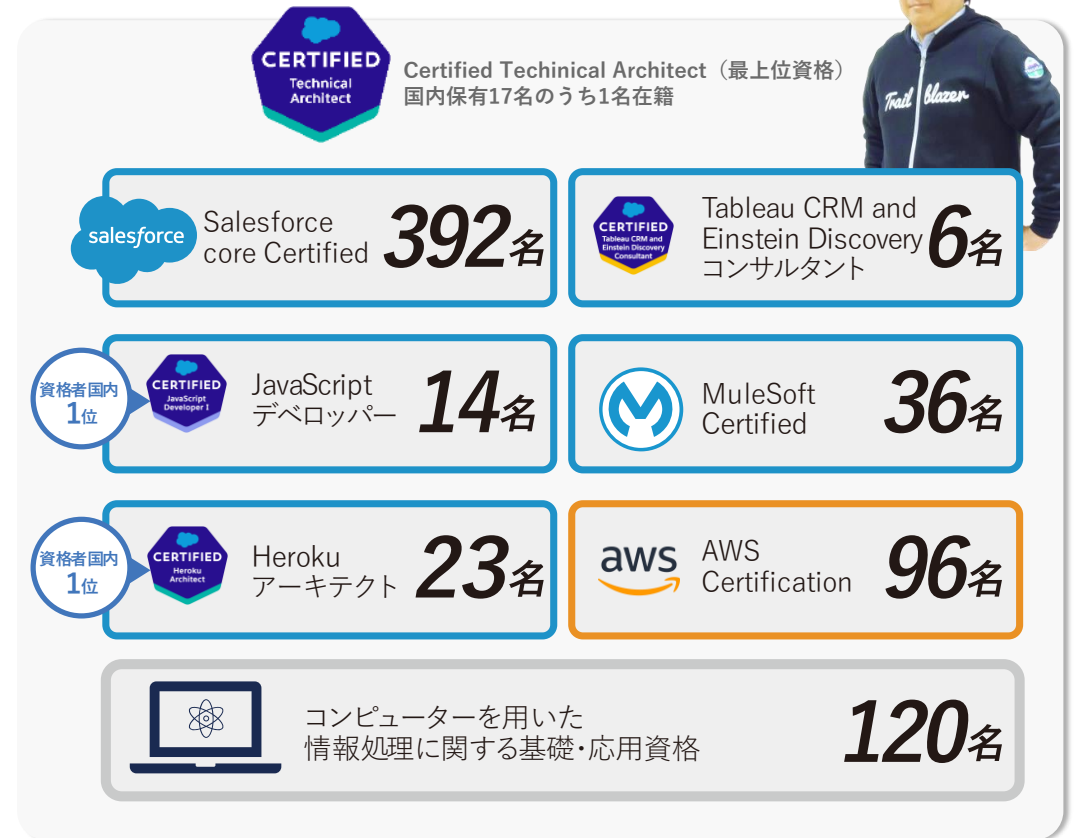 CERTIFIED
Technical
Architect
Certified Techinical Architect（最上位資格）
国内保有17名のうち1名在籍
Trail blazer
salesforce
Salesforce
core Certified
392名
CERTIFIED
Tableau CRM and
Einstein Discovery
Consultant
Tableau CRM and
Einstein Discovery
コンサルタント
6名
資格者国内
1位
CERTIFIED
JavaScript
Developer I
JavaScript
デベロッパー
14名
MuleSoft
Certified
36名
資格者国内
1位
CERTIFIED
Heroku
Architect
Heroku
アーキテクト
23名
aws
AWS
Certification
96名
コンピューターを用いた
情報処理に関する基礎・応用資格
120名